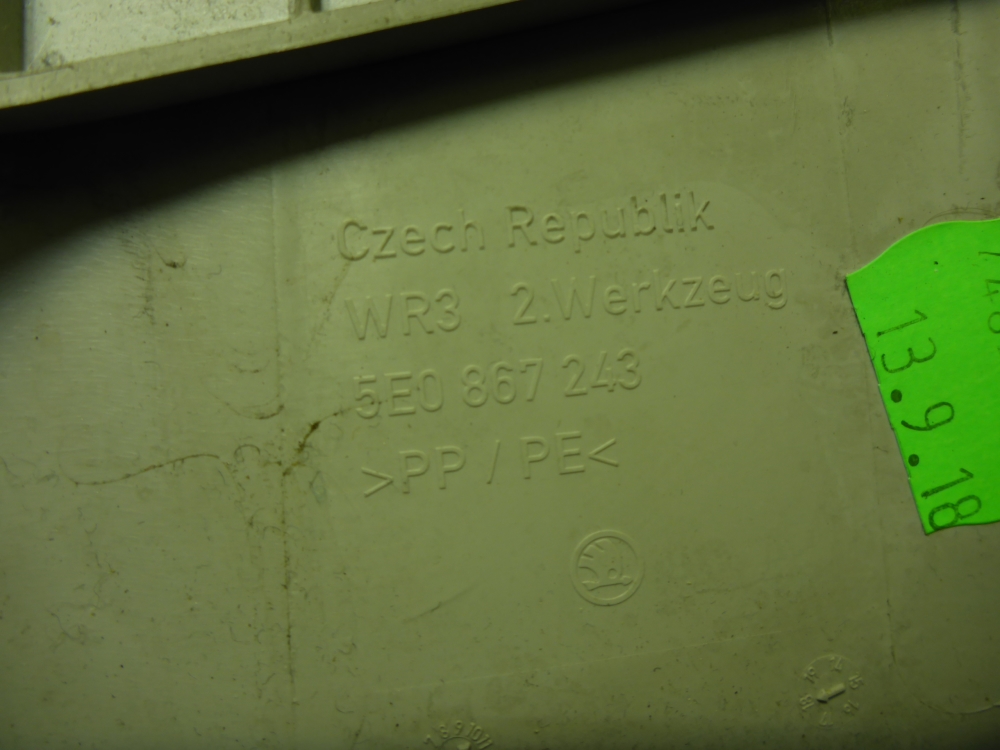 Czech Republik
WR3 2.Werkzeug
5E0 867 243
>PP / PE<
13.9.18